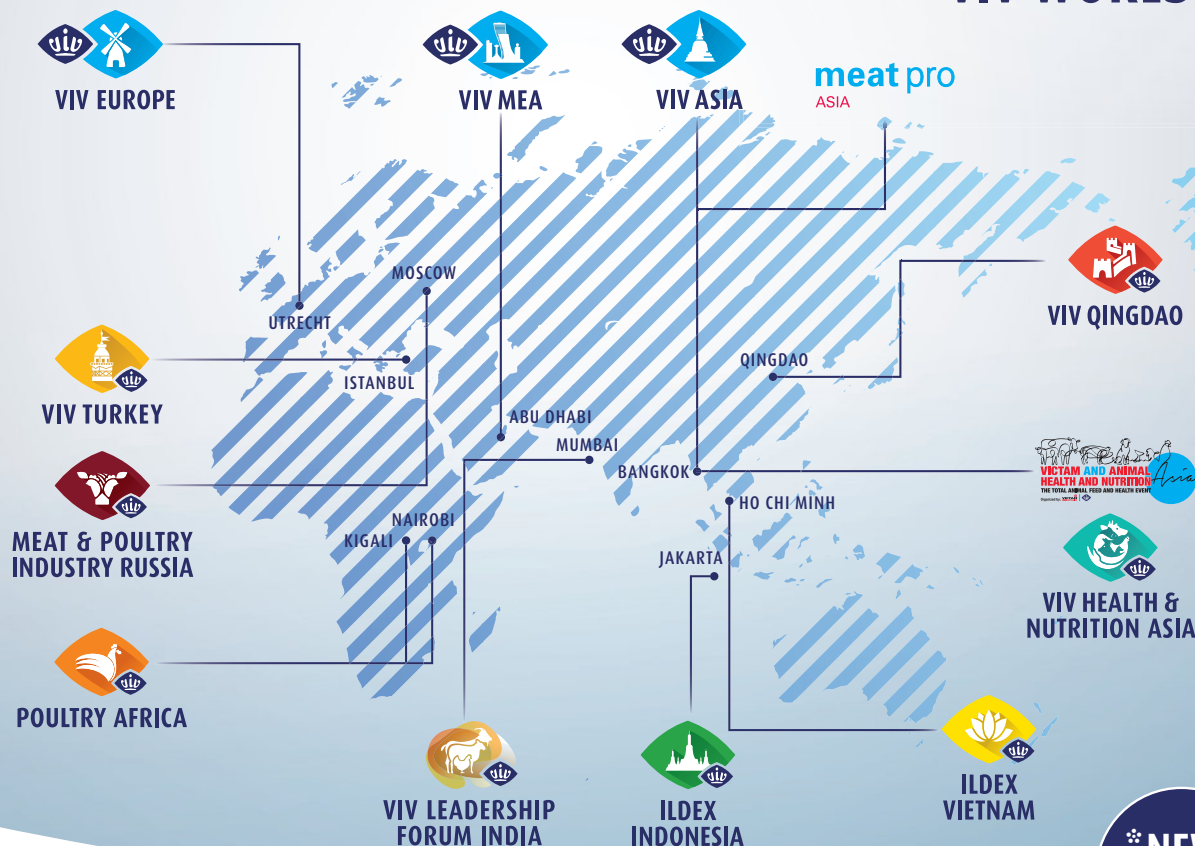 VIV EUROPE
VIV MEA
VIV ASIA
meat pro
ASIA
MOSCOW
UTRECHT
ISTANBUL
VIV TURKEY
QINGDAO
VIV QINGDAO
ABU DHABI
MUMBAI
BANGKOK
VICTAM AND ANIMAL
HEALTH AND NUTRITION
THE TOTAL ANIMAL FEED AND HEALTH EVENT
Asia
HO CHI MINH
MEAT & POULTRY
INDUSTRY RUSSIA
NAIROBI
KIGALI
JAKARTA
VIV HEALTH &
NUTRITION ASIA
POULTRY AFRICA
VIV LEADERSHIP
FORUM INDIA
ILDEX
INDONESIA
ILDEX
VIETNAM